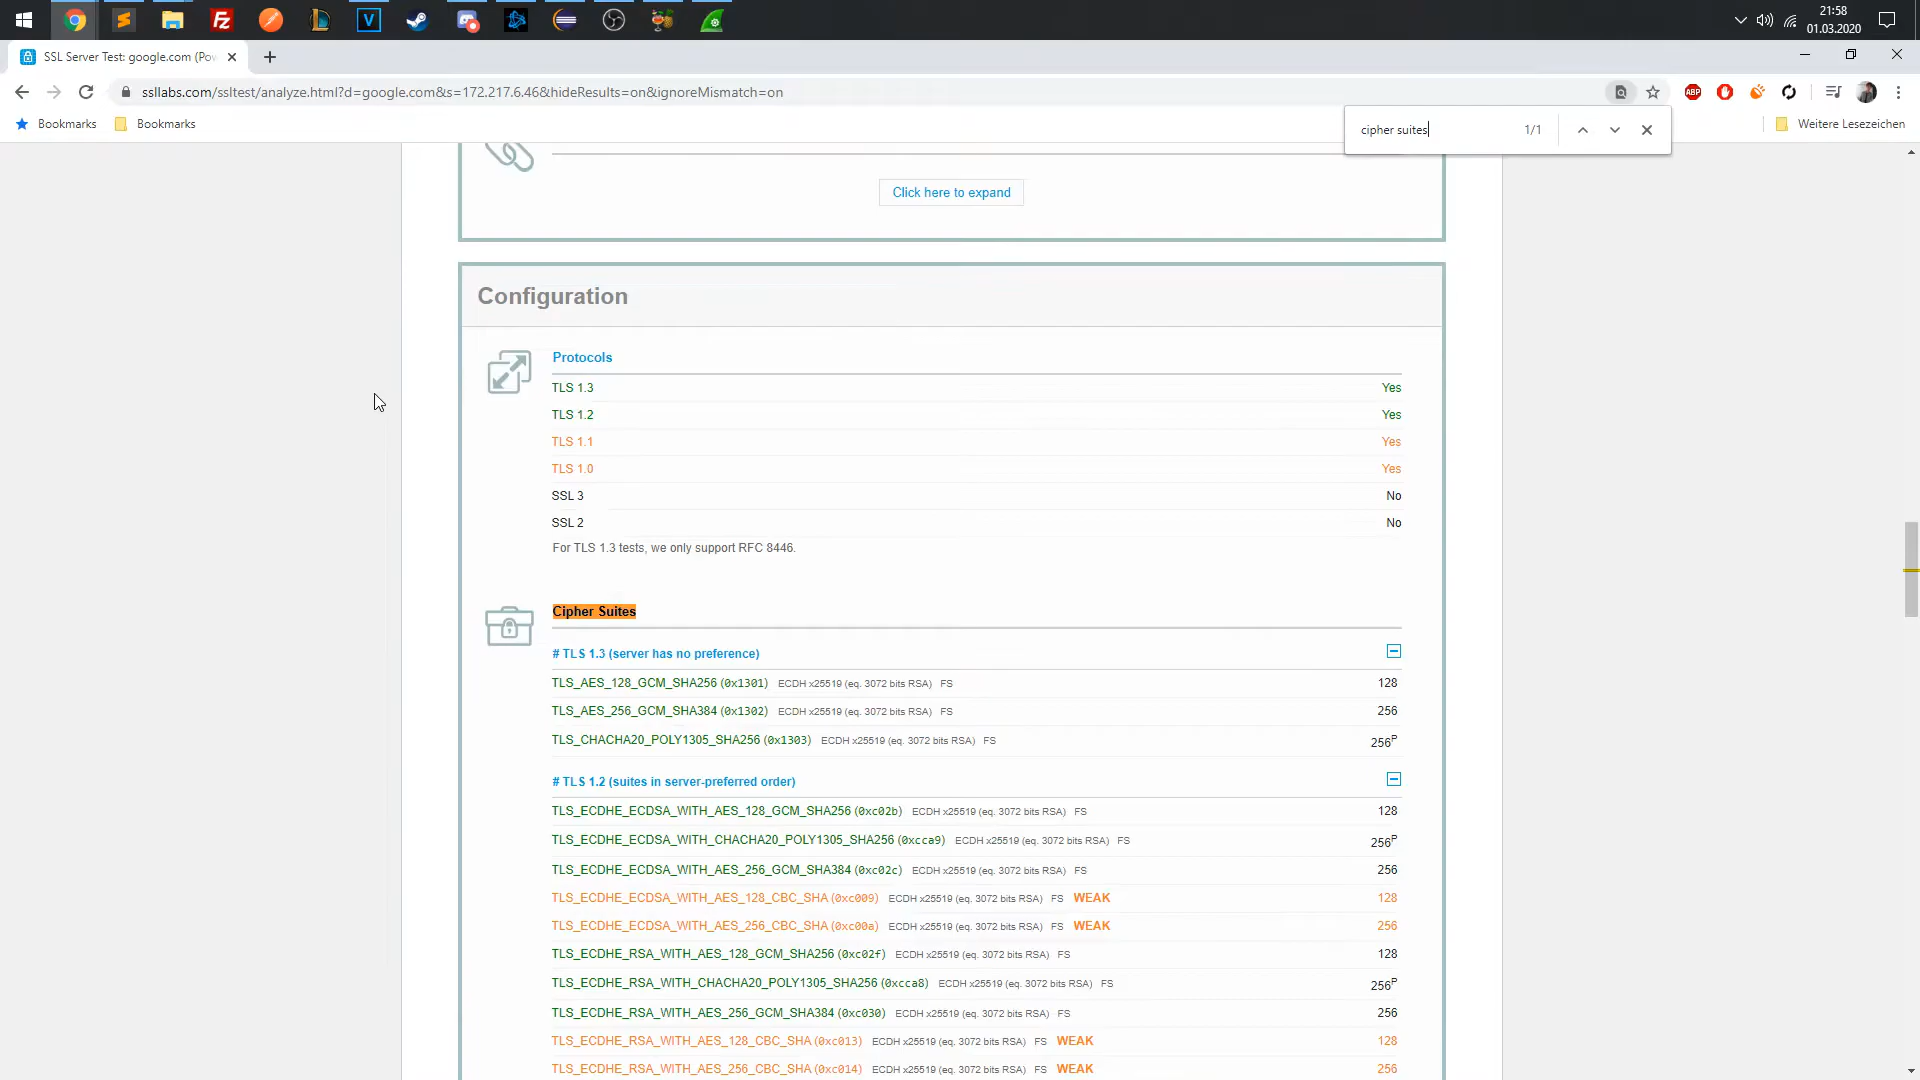 21:58
01.03.2020
SSL Server Test: google.com (Pow
ssllabs.com/ssltest/analyze.html?d=google.com&s=172.217.6.46&hideResults=on&ignoreMismatch=on
ABP
Bookmarks
Bookmarks
Weitere Lesezeichen
cipher suites
1/1
Click here to expand
Configuration
Protocols
TLS 1.3 Yes
TLS 1.2 Yes
TLS 1.1 Yes
TLS 1.0 Yes
SSL 3 No
SSL 2 No
For TLS 1.3 tests, we only support RFC 8446.
Cipher Suites
# TLS 1.3 (server has no preference)
TLS_AES_128_GCM_SHA256 (0x1301) ECDH x25519 (eq. 3072 bits RSA) FS 128
TLS_AES_256_GCM_SHA384 (0x1302) ECDH x25519 (eq. 3072 bits RSA) FS 256
TLS_CHACHA20_POLY1305_SHA256 (0x1303) ECDH x25519 (eq. 3072 bits RSA) FS 256P
# TLS 1.2 (suites in server-preferred order)
TLS_ECDHE_ECDSA_WITH_AES_128_GCM_SHA256 (0xc02b) ECDH x25519 (eq. 3072 bits RSA) FS 128
TLS_ECDHE_ECDSA_WITH_CHACHA20_POLY1305_SHA256 (0xcca9) ECDH x25519 (eq. 3072 bits RSA) FS 256P
TLS_ECDHE_ECDSA_WITH_AES_256_GCM_SHA384 (0xc02c) ECDH x25519 (eq. 3072 bits RSA) FS 256
TLS_ECDHE_ECDSA_WITH_AES_128_CBC_SHA (0xc009) ECDH x25519 (eq. 3072 bits RSA) FS WEAK 128
TLS_ECDHE_ECDSA_WITH_AES_256_CBC_SHA (0xc00a) ECDH x25519 (eq. 3072 bits RSA) FS WEAK 256
TLS_ECDHE_RSA_WITH_AES_128_GCM_SHA256 (0xc02f) ECDH x25519 (eq. 3072 bits RSA) FS 128
TLS_ECDHE_RSA_WITH_CHACHA20_POLY1305_SHA256 (0xcca8) ECDH x25519 (eq. 3072 bits RSA) FS 256P
TLS_ECDHE_RSA_WITH_AES_256_GCM_SHA384 (0xc030) ECDH x25519 (eq. 3072 bits RSA) FS 256
TLS_ECDHE_RSA_WITH_AES_128_CBC_SHA (0xc013) ECDH x25519 (eq. 3072 bits RSA) FS WEAK 128
TLS_ECDHE_RSA_WITH_AES_256_CBC_SHA (0xc014) ECDH x25519 (eq. 3072 bits RSA) FS WEAK 256